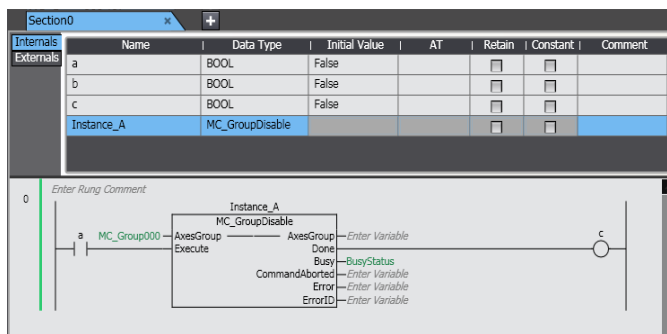 Section0 × +
Internals
Externals
Name | Data Type | Initial Value | AT | Retain | Constant | Comment
a BOOL False
b BOOL False
c BOOL False
Instance_A MC_GroupDisable
0 Enter Rung Comment
Instance_A
MC_GroupDisable
a MC_Group000 AxesGroup AxesGroup Enter Variable c
Execute Done
Busy BusyStatus
CommandAborted Enter Variable
Error Enter Variable
ErrorID Enter Variable